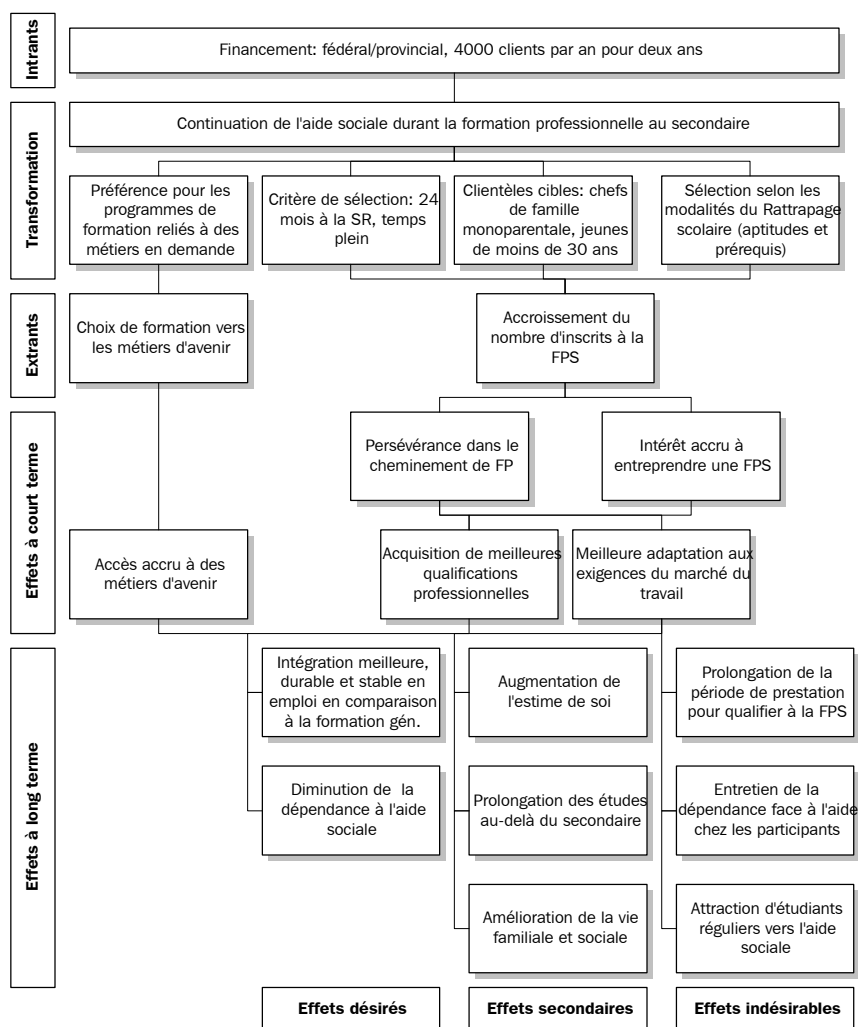 Intrants
Financement: fédéral/provincial, 4000 clients par an pour deux ans
Transformation
Continuation de l'aide sociale durant la formation professionnelle au secondaire
Préférence pour les
programmes de
formation reliés à des
métiers en demande
Critère de sélection: 24
mois à la SR, temps
plein
Clientèles cibles: chefs
de famille
monoparentale, jeunes
de moins de 30 ans
Sélection selon les
modalités du Rattrapage
scolaire (aptitudes et
prérequis)
Extrants
Choix de formation vers
les métiers d'avenir
Accroissement du
nombre d'inscrits à la
FPS
Effets à court terme
Persévérance dans le
cheminement de FP
Intérêt accru à
entreprendre une FPS
Accès accru à des
métiers d'avenir
Acquisition de meilleures
qualifications
professionnelles
Meilleure adaptation aux
exigences du marché du
travail
Effets à long terme
Intégration meilleure,
durable et stable en
emploi en comparaison
à la formation gén.
Augmentation de
l'estime de soi
Prolongation de la
période de prestation
pour qualifier à la FPS
Diminution de la
dépendance à l'aide
sociale
Prolongation des études
au-delà du secondaire
Entretien de la
dépendance face à l'aide
chez les participants
Amélioration de la vie
familiale et sociale
Attraction d'étudiants
réguliers vers l'aide
sociale
Effets désirés
Effets secondaires
Effets indésirables